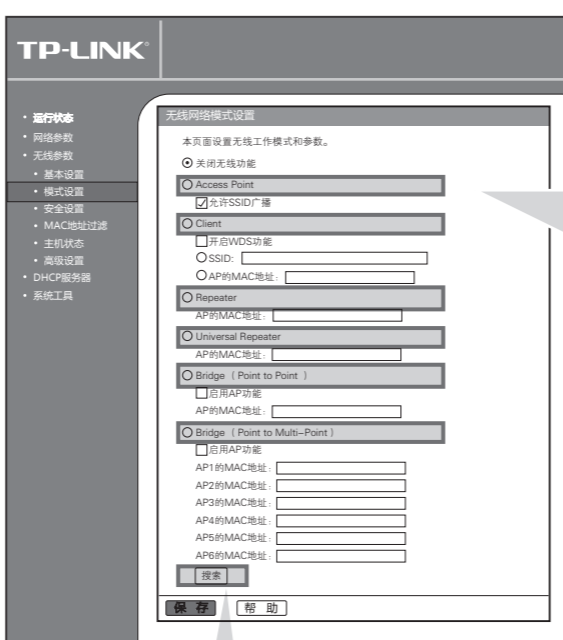 TP-LINK®
• 运行状态
• 网络参数
• 无线参数
• 基本设置
• 模式设置
• 安全设置
• MAC地址过滤
• 主机状态
• 高级设置
• DHCP服务器
• 系统工具
无线网络模式设置
本页面设置无线工作模式和参数。
关闭无线功能
Access Point
允许SSID广播
Client
开启WDS功能
SSID:
AP的MAC地址:
Repeater
AP的MAC地址:
Universal Repeater
AP的MAC地址:
Bridge（Point to Point ）
启用AP功能
AP的MAC地址:
Bridge（Point to Multi-Point）
启用AP功能
AP1的MAC地址:
AP2的MAC地址:
AP3的MAC地址:
AP4的MAC地址:
AP5的MAC地址:
AP6的MAC地址:
搜索
保 存 帮 助